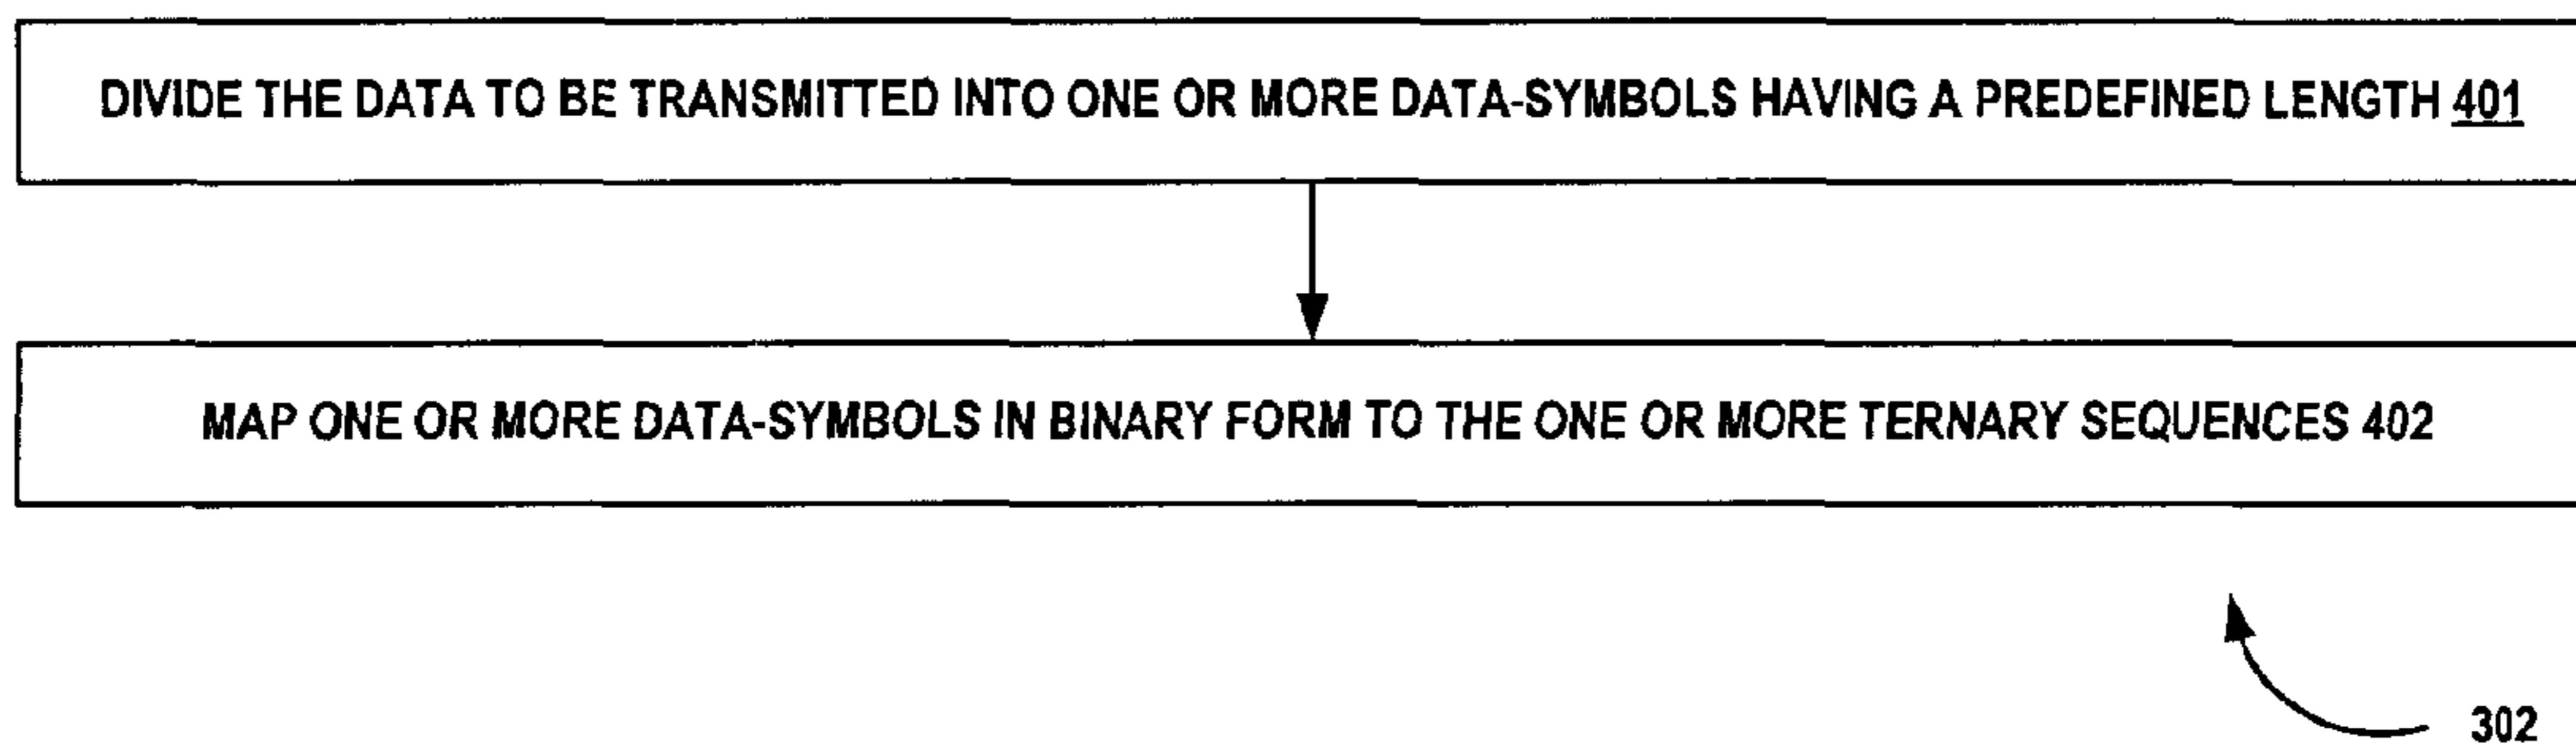 DIVIDE THE DATA TO BE TRANSMITTED INTO ONE OR MORE DATA-SYMBOLS HAVING A PREDEFINED LENGTH 401
MAP ONE OR MORE DATA-SYMBOLS IN BINARY FORM TO THE ONE OR MORE TERNARY SEQUENCES 402
302